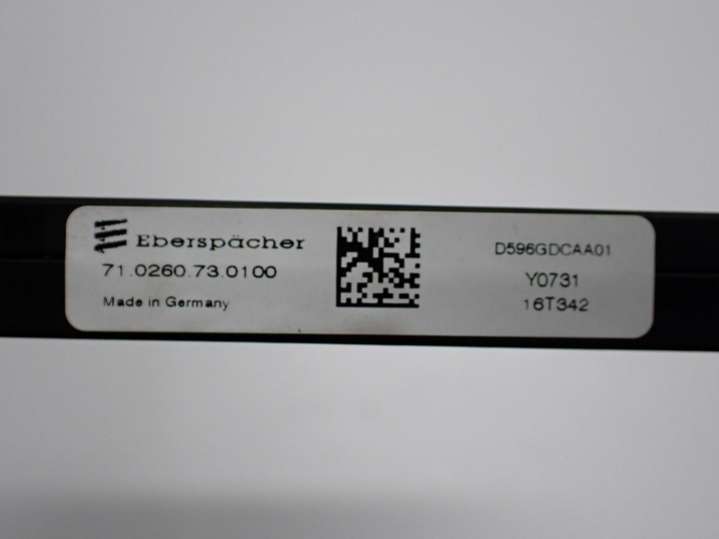 Eberspächer
71.0260.73.0100
Made in Germany
D596GDCAA01
Y0731
16T342